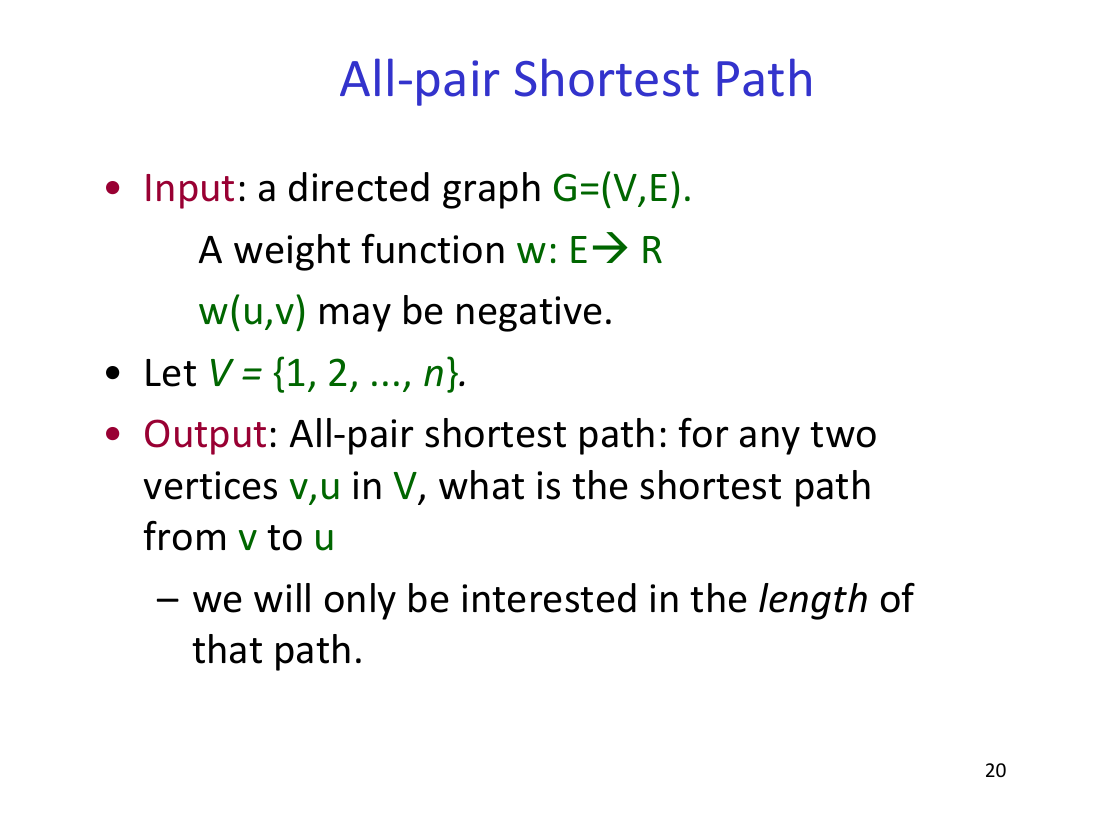 All-pair Shortest Path
• Input: a directed graph G=(V,E).
A weight function w: E→ R
w(u,v) may be negative.
• Let V = {1, 2, ..., n}.
• Output: All-pair shortest path: for any two
vertices v,u in V, what is the shortest path
from v to u
– we will only be interested in the length of
that path.
20